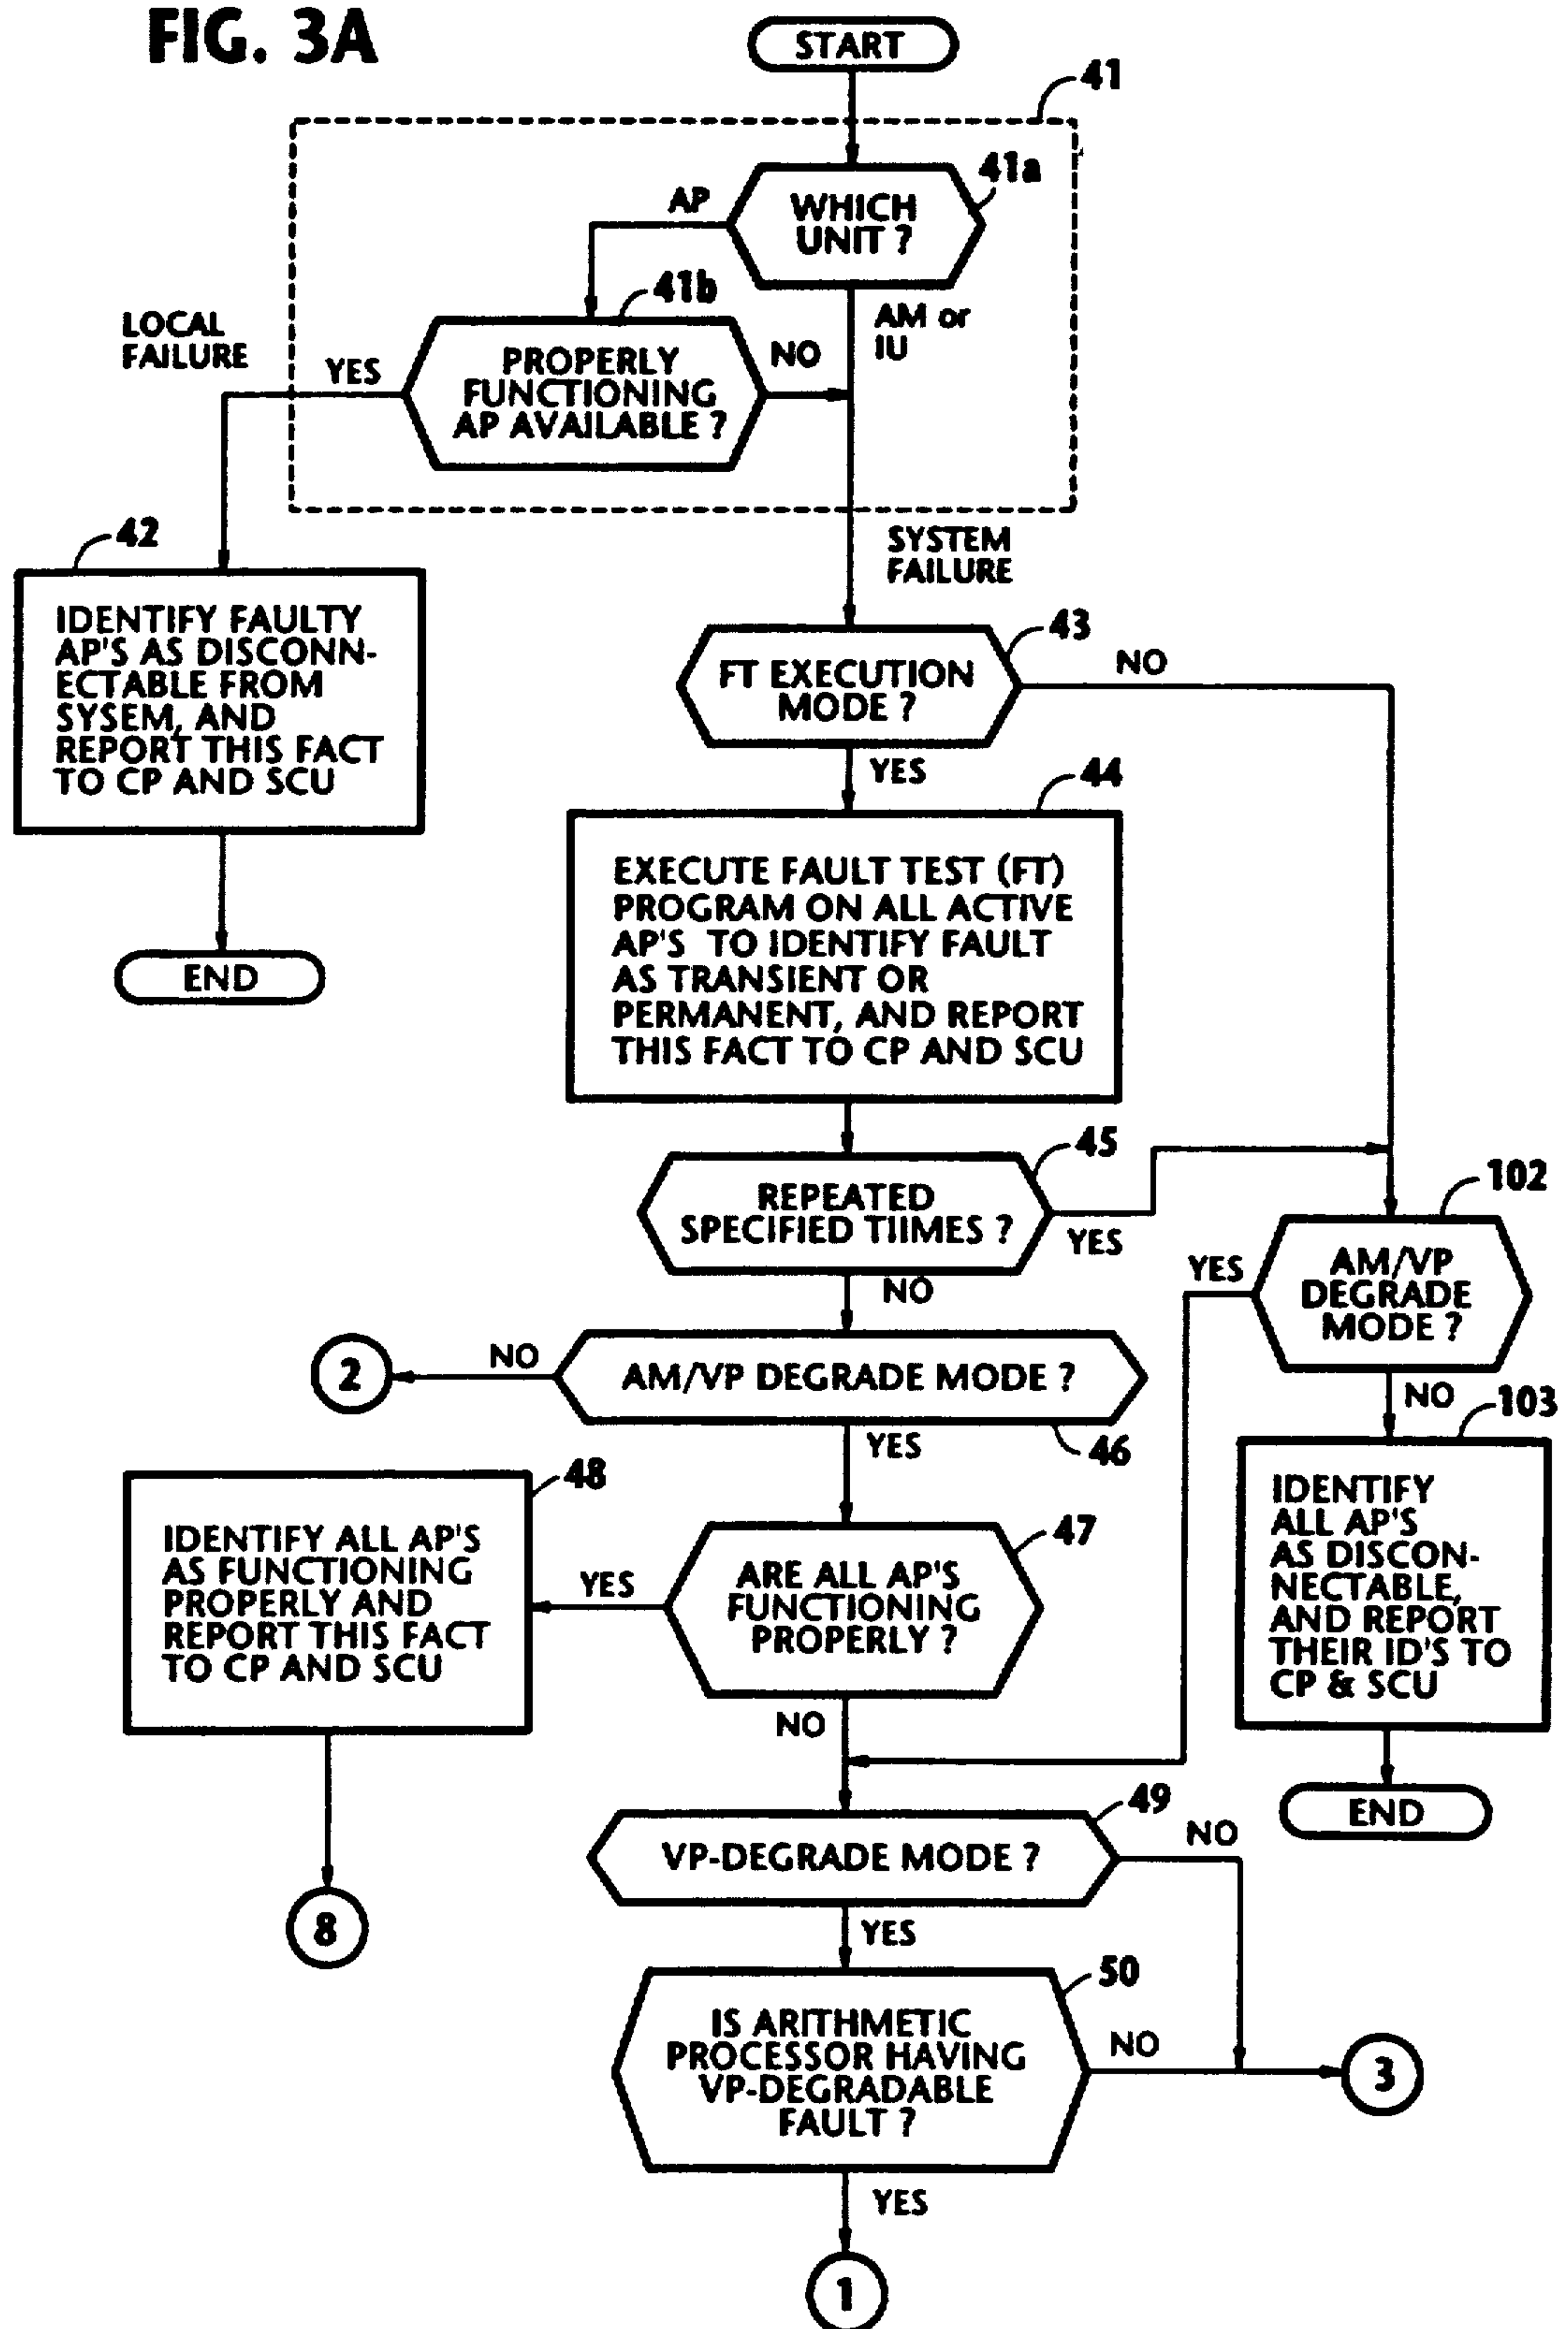 FIG. 3A
START
41
41a
WHICH
UNIT ?
AP
41b
AM or
IU
LOCAL
FAILURE
YES
PROPERLY
FUNCTIONING
AP AVAILABLE ?
NO
SYSTEM
FAILURE
42
IDENTIFY FAULTY
AP'S AS DISCONN-
ECTABLE FROM
SYSEM, AND
REPORT THIS FACT
TO CP AND SCU
END
43
FT EXECUTION
MODE ?
NO
YES
44
EXECUTE FAULT TEST (FT)
PROGRAM ON ALL ACTIVE
AP'S TO IDENTIFY FAULT
AS TRANSIENT OR
PERMANENT, AND REPORT
THIS FACT TO CP AND SCU
45
REPEATED
SPECIFIED TIIMES ?
YES
NO
102
AM/VP
DEGRADE
MODE ?
YES
NO
103
IDENTIFY
ALL AP'S
AS DISCON-
NECTABLE,
AND REPORT
THEIR ID'S TO
CP & SCU
END
2
NO
AM/VP DEGRADE MODE ?
46
YES
48
IDENTIFY ALL AP'S
AS FUNCTIONING
PROPERLY AND
REPORT THIS FACT
TO CP AND SCU
8
47
YES
ARE ALL AP'S
FUNCTIONING
PROPERLY ?
NO
49
VP-DEGRADE MODE ?
NO
YES
50
IS ARITHMETIC
PROCESSOR HAVING
VP-DEGRADABLE
FAULT ?
NO
3
YES
1